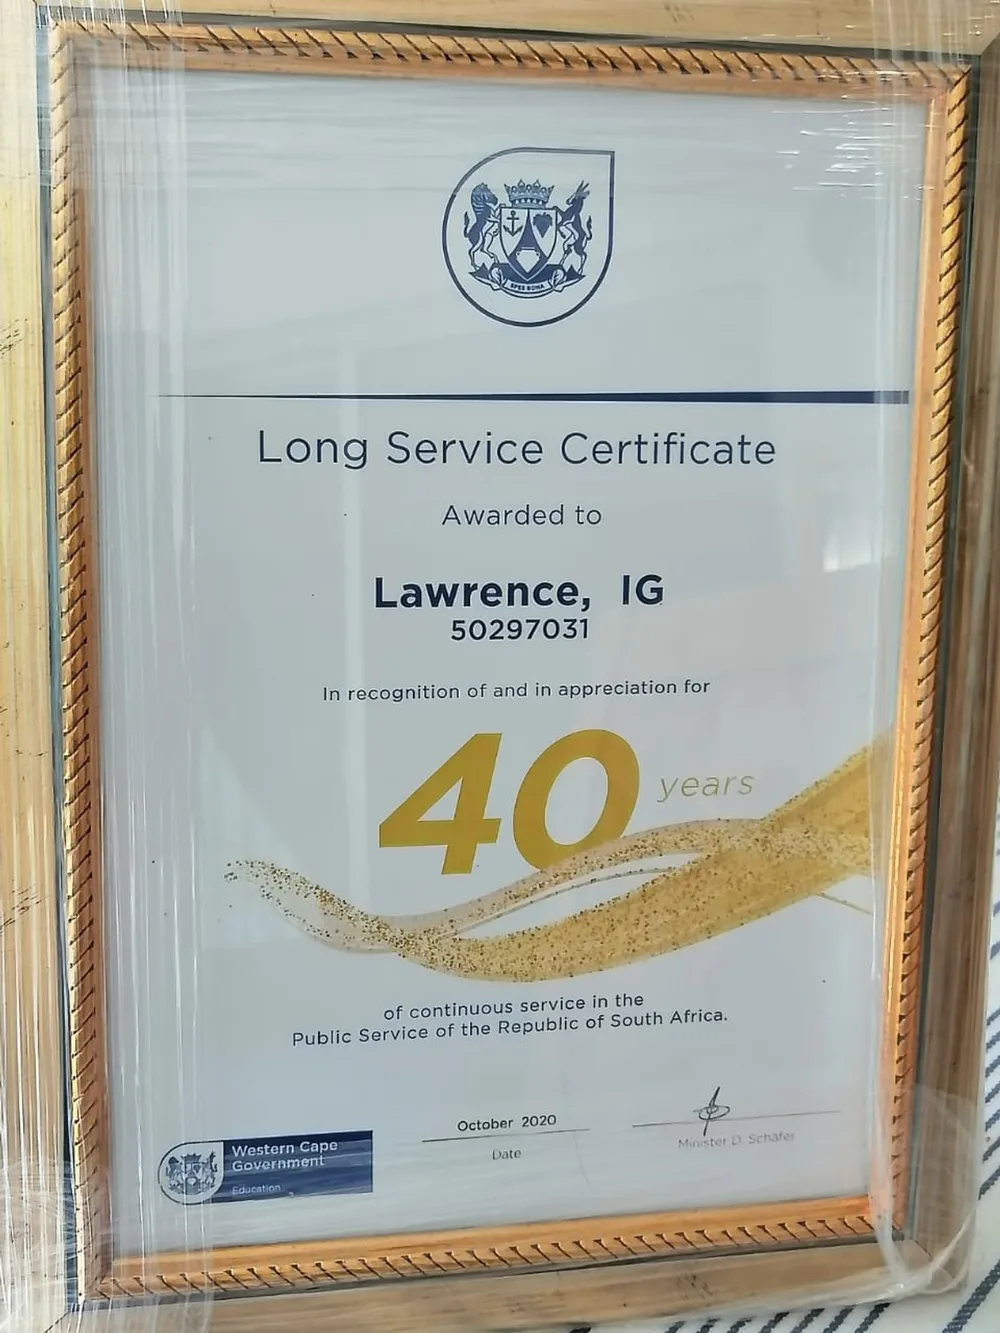 SPES BONA
Long Service Certificate
Awarded to
Lawrence, IG
50297031
In recognition of and in appreciation for
40 years
of continuous service in the
Public Service of the Republic of South Africa.
October 2020
Date
Minister D. Schäfer
Western Cape
Government
Education